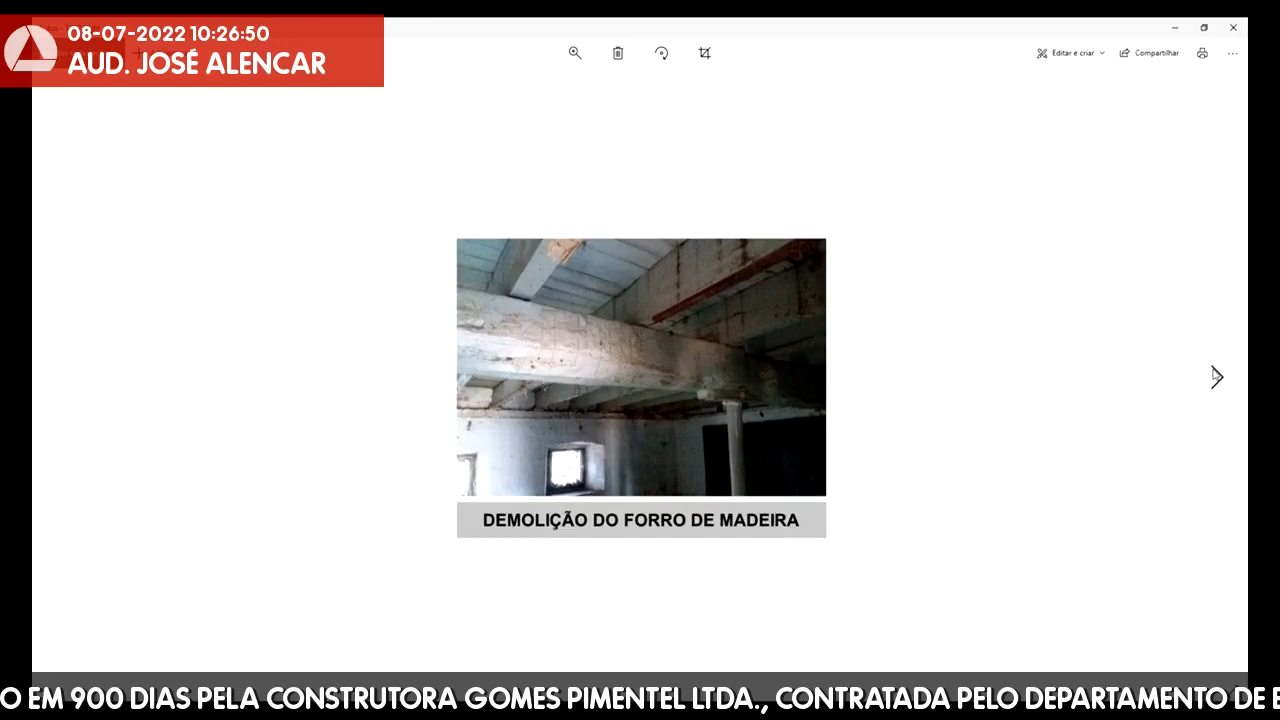 08-07-2022 10:26:50
AUD. JOSÉ ALENCAR
Editar e criar
Compartilhar
DEMOLIÇÃO DO FORRO DE MADEIRA
O EM 900 DIAS PELA CONSTRUTORA GOMES PIMENTEL LTDA., CONTRATADA PELO DEPARTAMENTO DE E